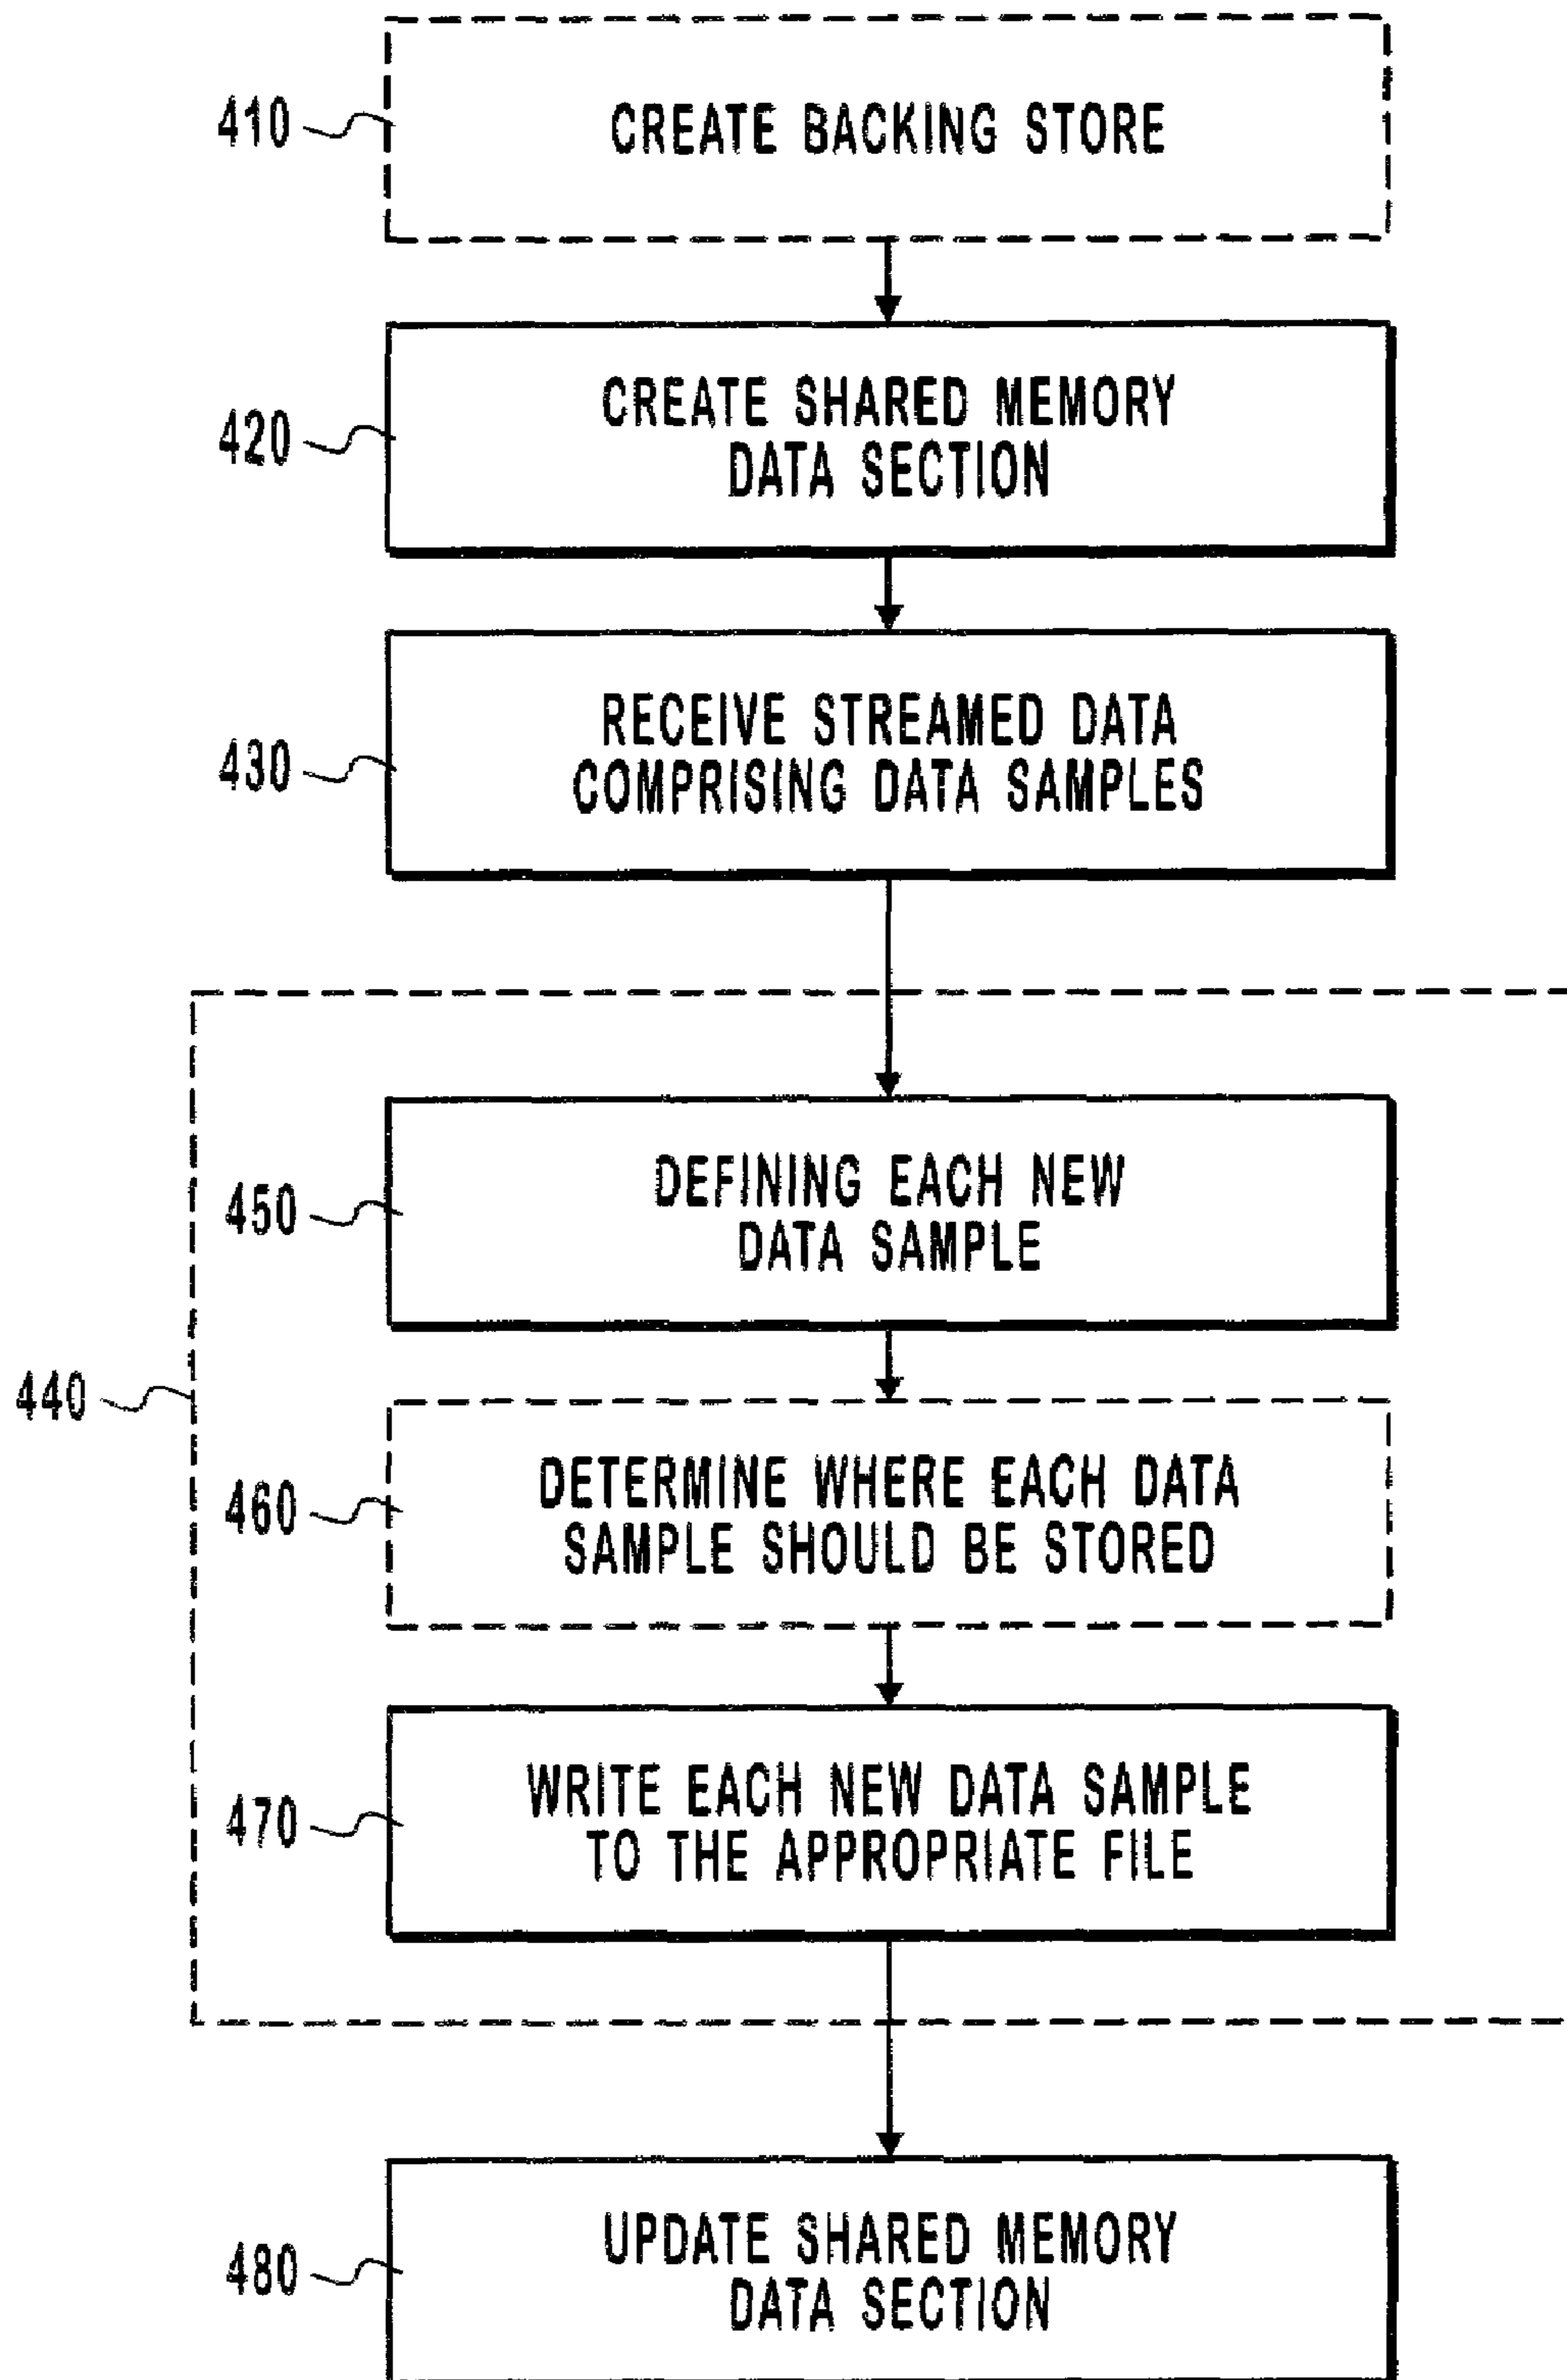 410
CREATE BACKING STORE
420
CREATE SHARED MEMORY
DATA SECTION
430
RECEIVE STREAMED DATA
COMPRISING DATA SAMPLES
440
450
DEFINING EACH NEW
DATA SAMPLE
460
DETERMINE WHERE EACH DATA
SAMPLE SHOULD BE STORED
470
WRITE EACH NEW DATA SAMPLE
TO THE APPROPRIATE FILE
480
UPDATE SHARED MEMORY
DATA SECTION